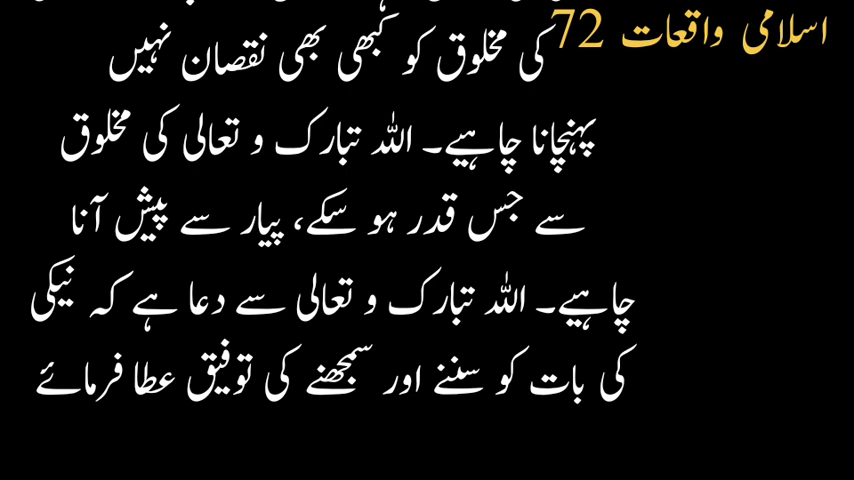 اسلامی واقعات 72
کی مخلوق کو کبھی بھی نقصان نہیں
پہنچانا چاہیے۔ اللہ تبارک و تعالی کی مخلوق
سے جس قدر ہو سکے، پیار سے پیش آنا
چاہیے۔ اللہ تبارک و تعالی سے دعا ہے کہ نیکی
کی بات کو سننے اور سمجھنے کی توفیق عطا فرمائے